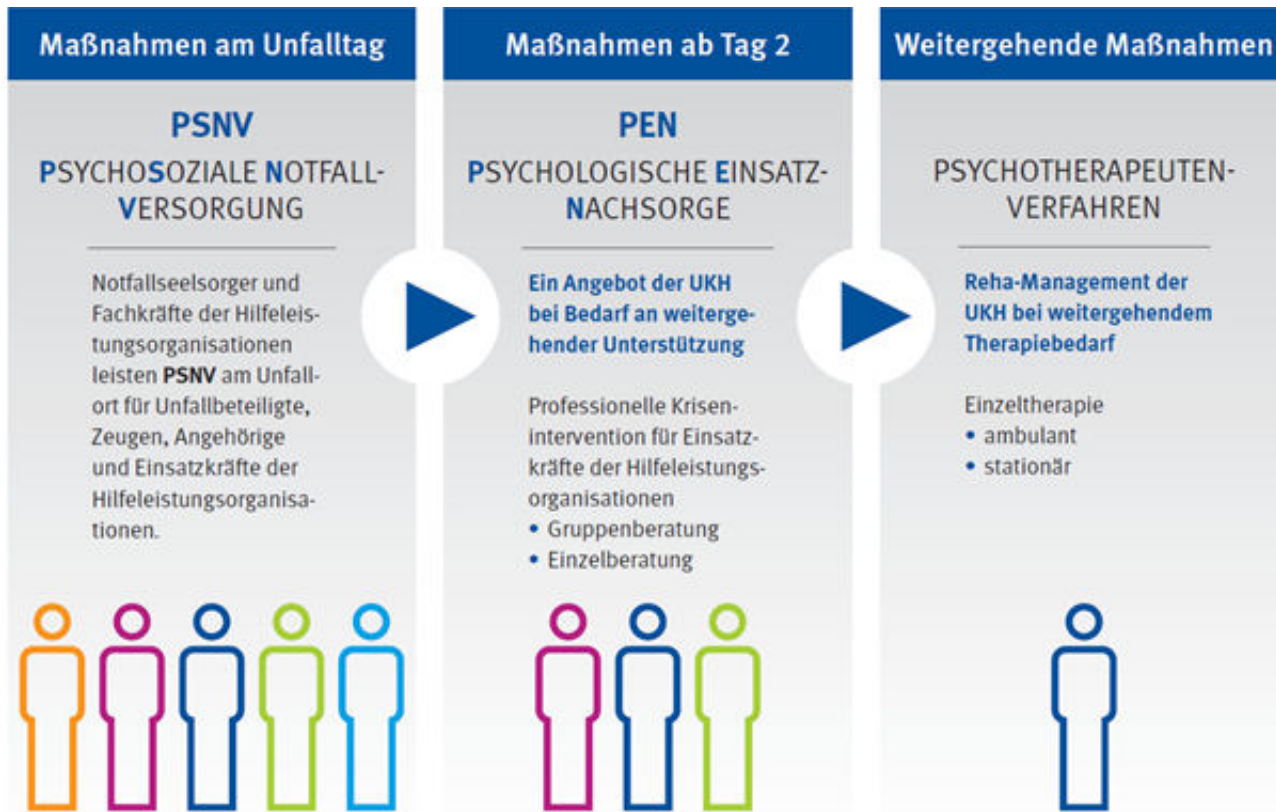 Maßnahmen am Unfalltag
PSNV
PSYCHOSOZIALE NOTFALL-
VERSORGUNG
Notfallseelsorger und
Fachkräfte der Hilfeleis-
tungsorganisationen
leisten PSNV am Unfall-
ort für Unfallbeteiligte,
Zeugen, Angehörige
und Einsatzkräfte der
Hilfeleistungsorganisa-
tionen.
Maßnahmen ab Tag 2
PEN
PSYCHOLOGISCHE EINSATZ-
NACHSORGE
Ein Angebot der UKH
bei Bedarf an weiterge-
hender Unterstützung
Professionelle Krisen-
intervention für Einsatz-
kräfte der Hilfeleistungs-
organisationen
• Gruppenberatung
• Einzelberatung
Weitergehende Maßnahmen
PSYCHOTHERAPEUTEN-
VERFAHREN
Reha-Management der
UKH bei weitergehendem
Therapiebedarf
Einzeltherapie
• ambulant
• stationär